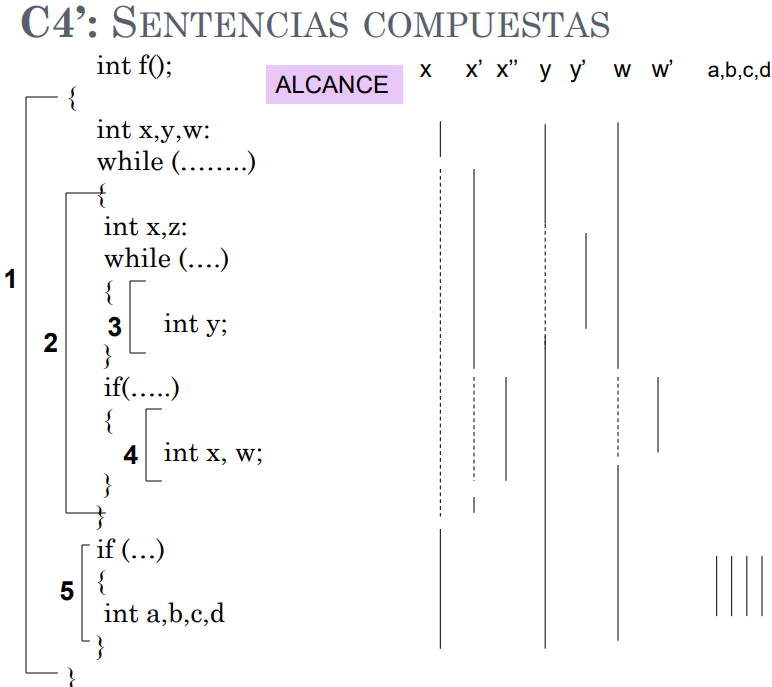 C4’: SENTENCIAS COMPUESTAS
int f();
ALCANCE
x x’ x” y y’ w w’ a,b,c,d
{
int x,y,w:
while (……..)
{
int x,z:
while (….)
1
{
3 int y;
2
}
if(…..)
{
4 int x, w;
}
}
if (…)
5 {
int a,b,c,d
}
}